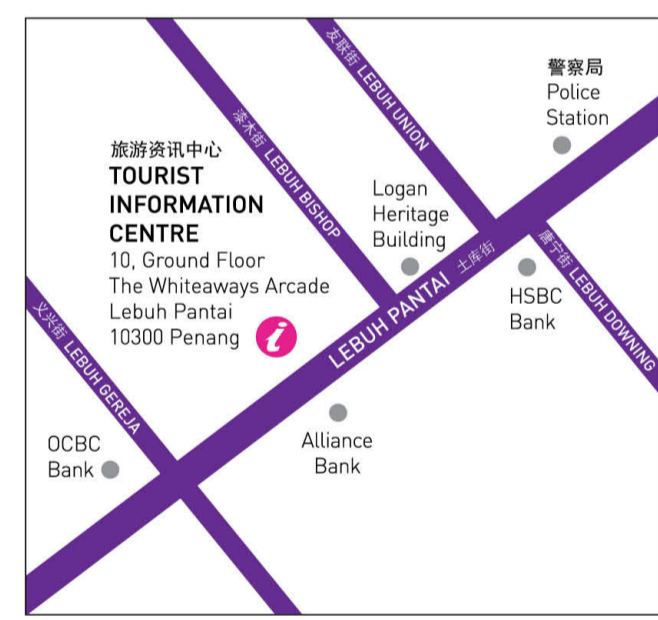 友联街 LEBUH UNION
警察局
Police
Station
漆木街 LEBUH BISHOP
旅游资讯中心
TOURIST
INFORMATION
CENTRE
10, Ground Floor
The Whiteaways Arcade
Lebuh Pantai
10300 Penang
i
Logan
Heritage
Building
LEBUH PANTAI 土库街
唐宁街 LEBUH DOWNING
HSBC
Bank
义兴街 LEBUH GEREJA
OCBC
Bank
Alliance
Bank